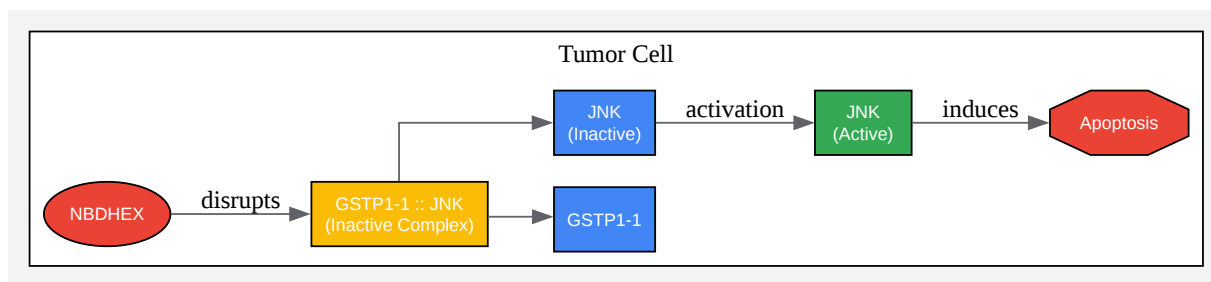 Tumor Cell
JNK
(Inactive)
activation
JNK
(Active)
induces
Apoptosis
NBDHEX
disrupts
GSTP1-1 :: JNK
(Inactive Complex)
GSTP1-1